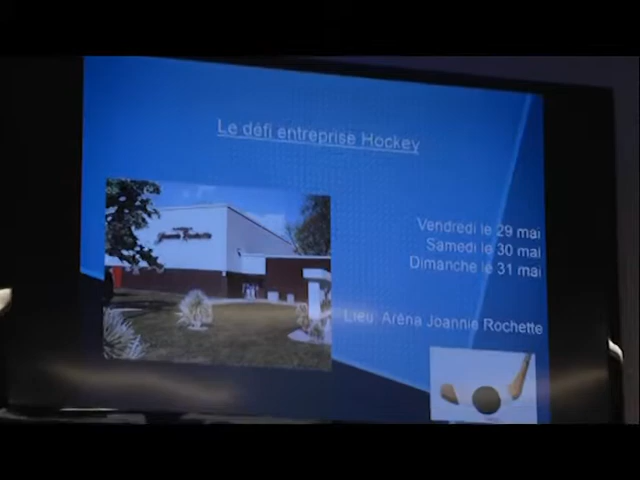 Le défi entreprise Hockey
Vendredi le 29 mai
Samedi le 30 mai
Dimanche le 31 mai
Lieu: Aréna Joannie Rochette